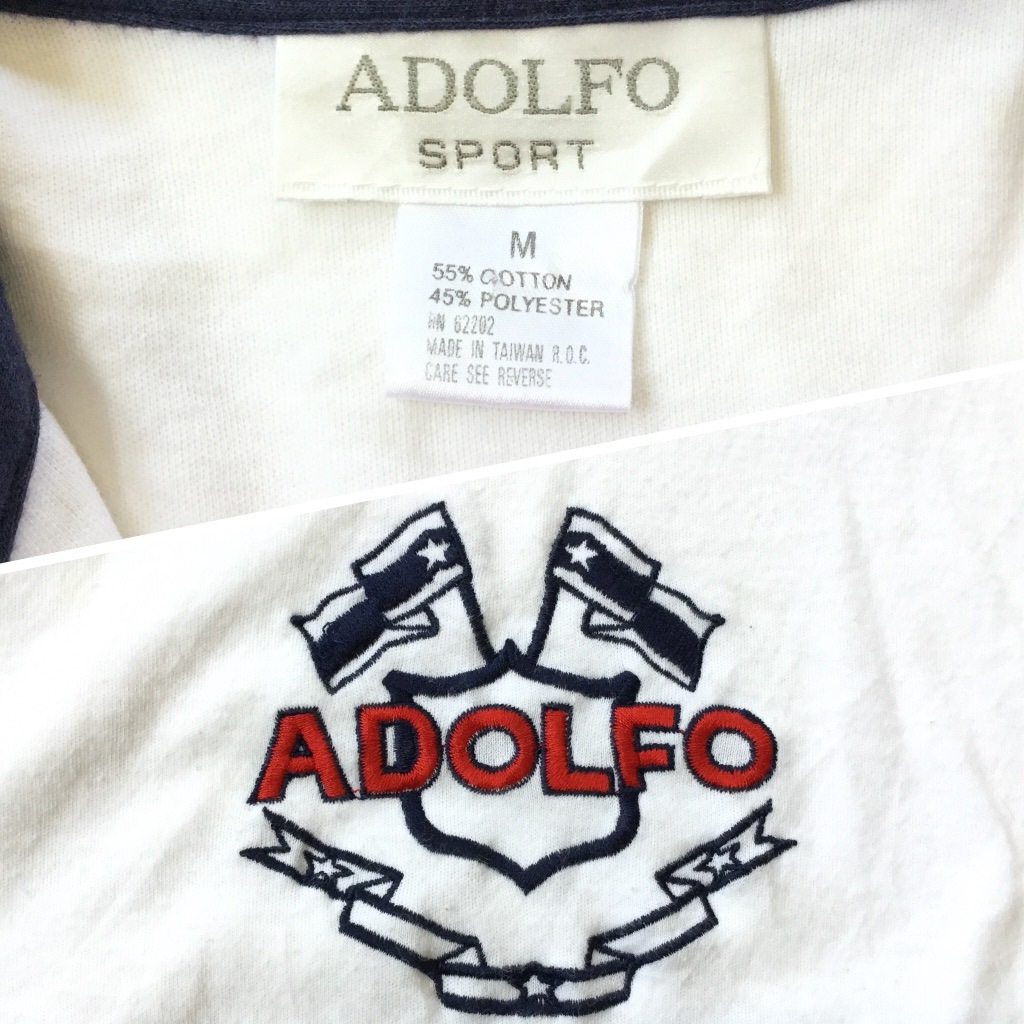 ADOLFO
SPORT
M
55% COTTON
45% POLYESTER
RN 62202
MADE IN TAIWAN R.O.C.
CARE SEE REVERSE
ADOLFO